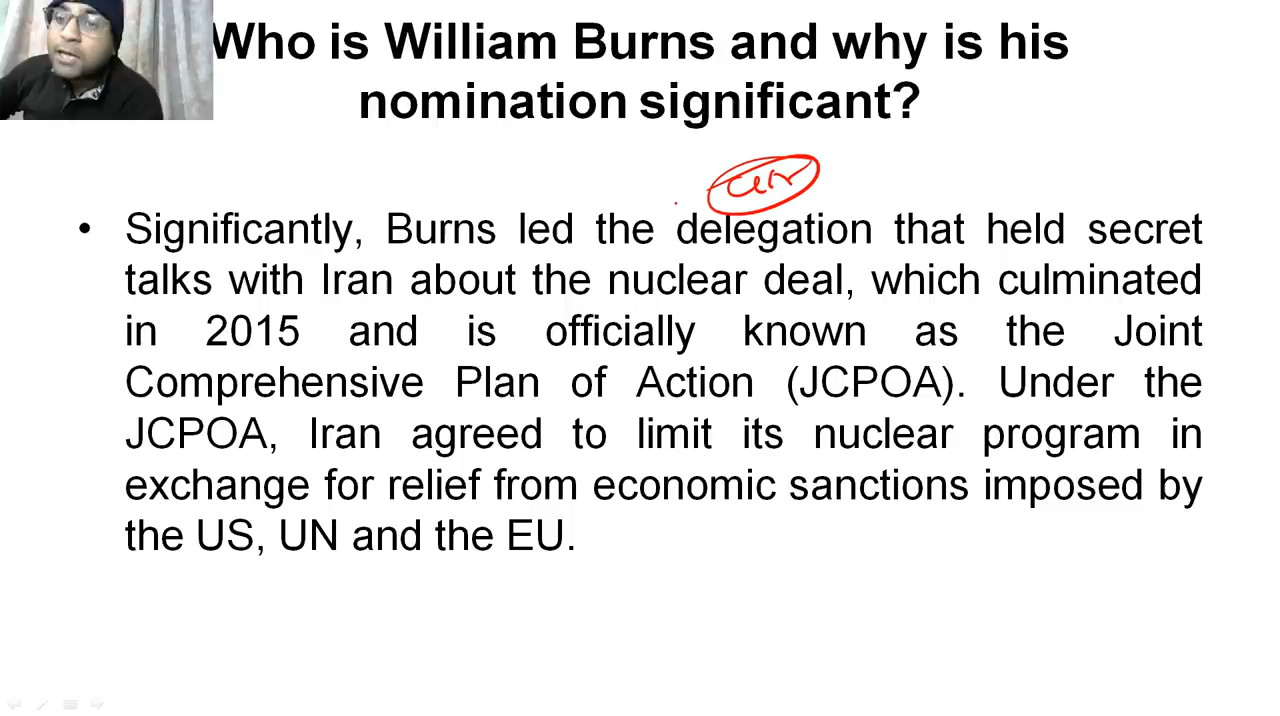 Who is William Burns and why is his
nomination significant?
• Significantly, Burns led the delegation that held secret
talks with Iran about the nuclear deal, which culminated
in 2015 and is officially known as the Joint
Comprehensive Plan of Action (JCPOA). Under the
JCPOA, Iran agreed to limit its nuclear program in
exchange for relief from economic sanctions imposed by
the US, UN and the EU.